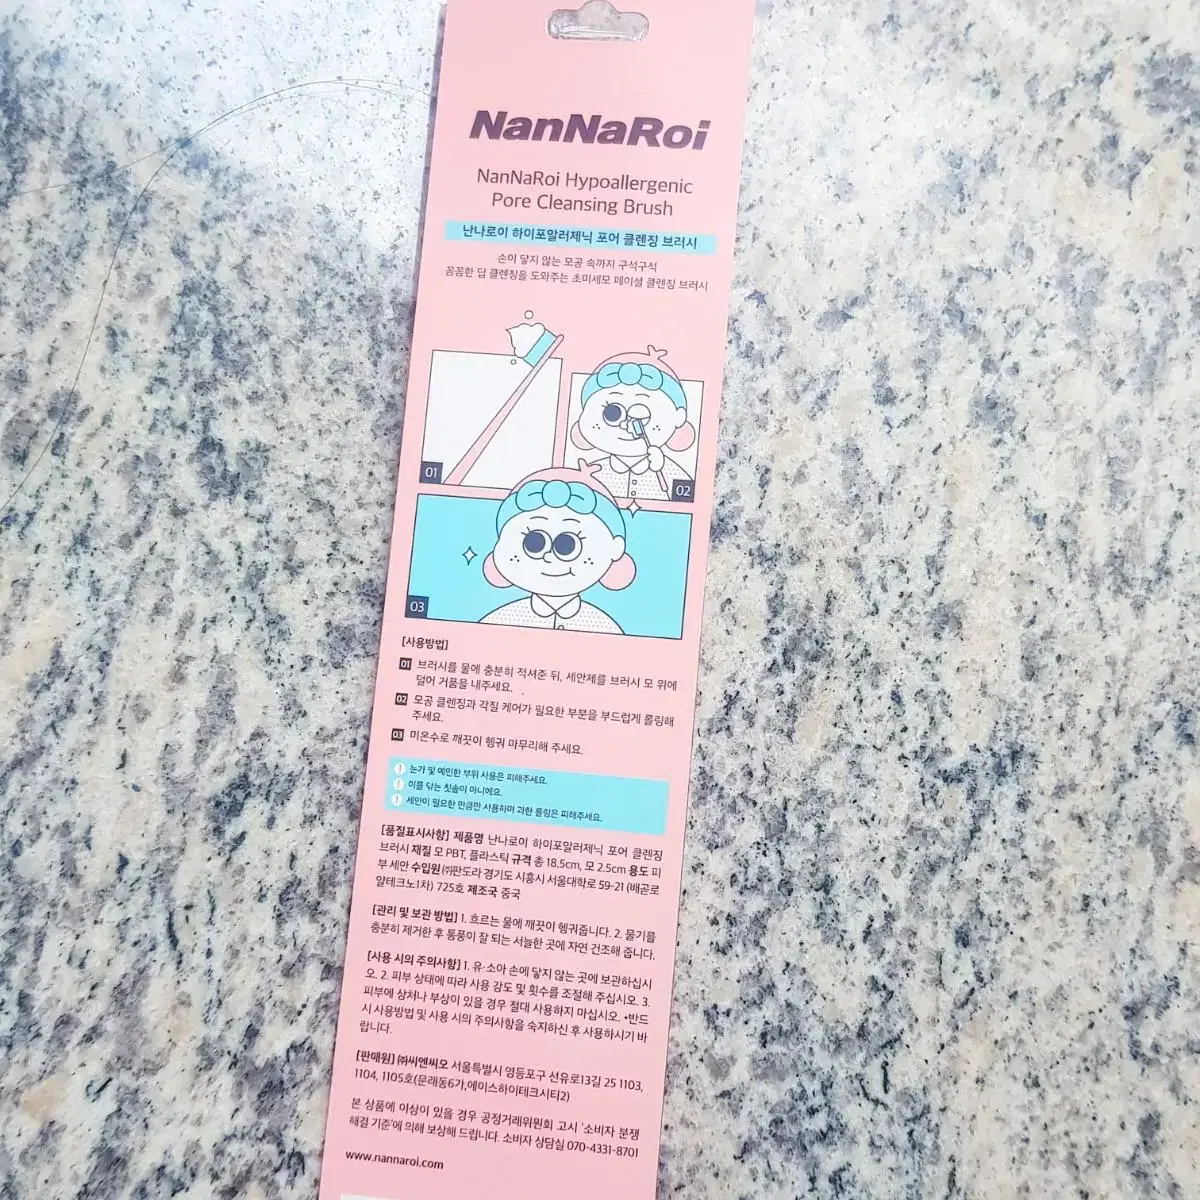 NanNaRoi
NanNaRoi Hypoallergenic
Pore Cleansing Brush
난나로이 하이포알러제닉 포어 클렌징 브러시
손이 닿지 않는 모공 속까지 구석구석
꼼꼼한 딥 클렌징을 도와주는 초미세모 페이셜 클렌징 브러시
01
02
03
[사용방법]
01 브러시를 물에 충분히 적셔준 뒤, 세안제를 브러시 모 위에
덜어 거품을 내주세요.
02 모공 클렌징과 각질 케어가 필요한 부분을 부드럽게 롤링해
주세요.
03 미온수로 깨끗이 헹궈 마무리해 주세요.
! 눈가 및 예민한 부위 사용은 피해주세요.
! 이를 닦는 칫솔이 아니에요.
! 세안이 필요한 만큼만 사용하며 과한 롤링은 피해주세요.
[품질표시사항] 제품명 난나로이 하이포알러제닉 포어 클렌징
브러시 재질 모 PBT, 플라스틱 규격 총 18.5cm, 모 2.5cm 용도 피
부 세안 수입원 ㈜판도라 경기도 시흥시 서울대학로 59-21 (배곧로
얄테크노1차) 725호 제조국 중국
[관리 및 보관 방법] 1. 흐르는 물에 깨끗이 헹궈줍니다. 2. 물기를
충분히 제거한 후 통풍이 잘 되는 서늘한 곳에 자연 건조해 줍니다.
[사용 시의 주의사항] 1. 유·소아 손에 닿지 않는 곳에 보관하십시
오. 2. 피부 상태에 따라 사용 강도 및 횟수를 조절해 주십시오. 3.
피부에 상처나 부상이 있을 경우 절대 사용하지 마십시오. •반드
시 사용방법 및 사용 시의 주의사항을 숙지하신 후 사용하시기 바
랍니다.
[판매원] ㈜씨엔씨오 서울특별시 영등포구 선유로13길 25 1103,
1104, 1105호(문래동6가,에이스하이테크시티2)
본 상품에 이상이 있을 경우 공정거래위원회 고시 '소비자 분쟁
해결 기준'에 의해 보상해 드립니다. 소비자 상담실 070-4331-8701
www.nannaroi.com